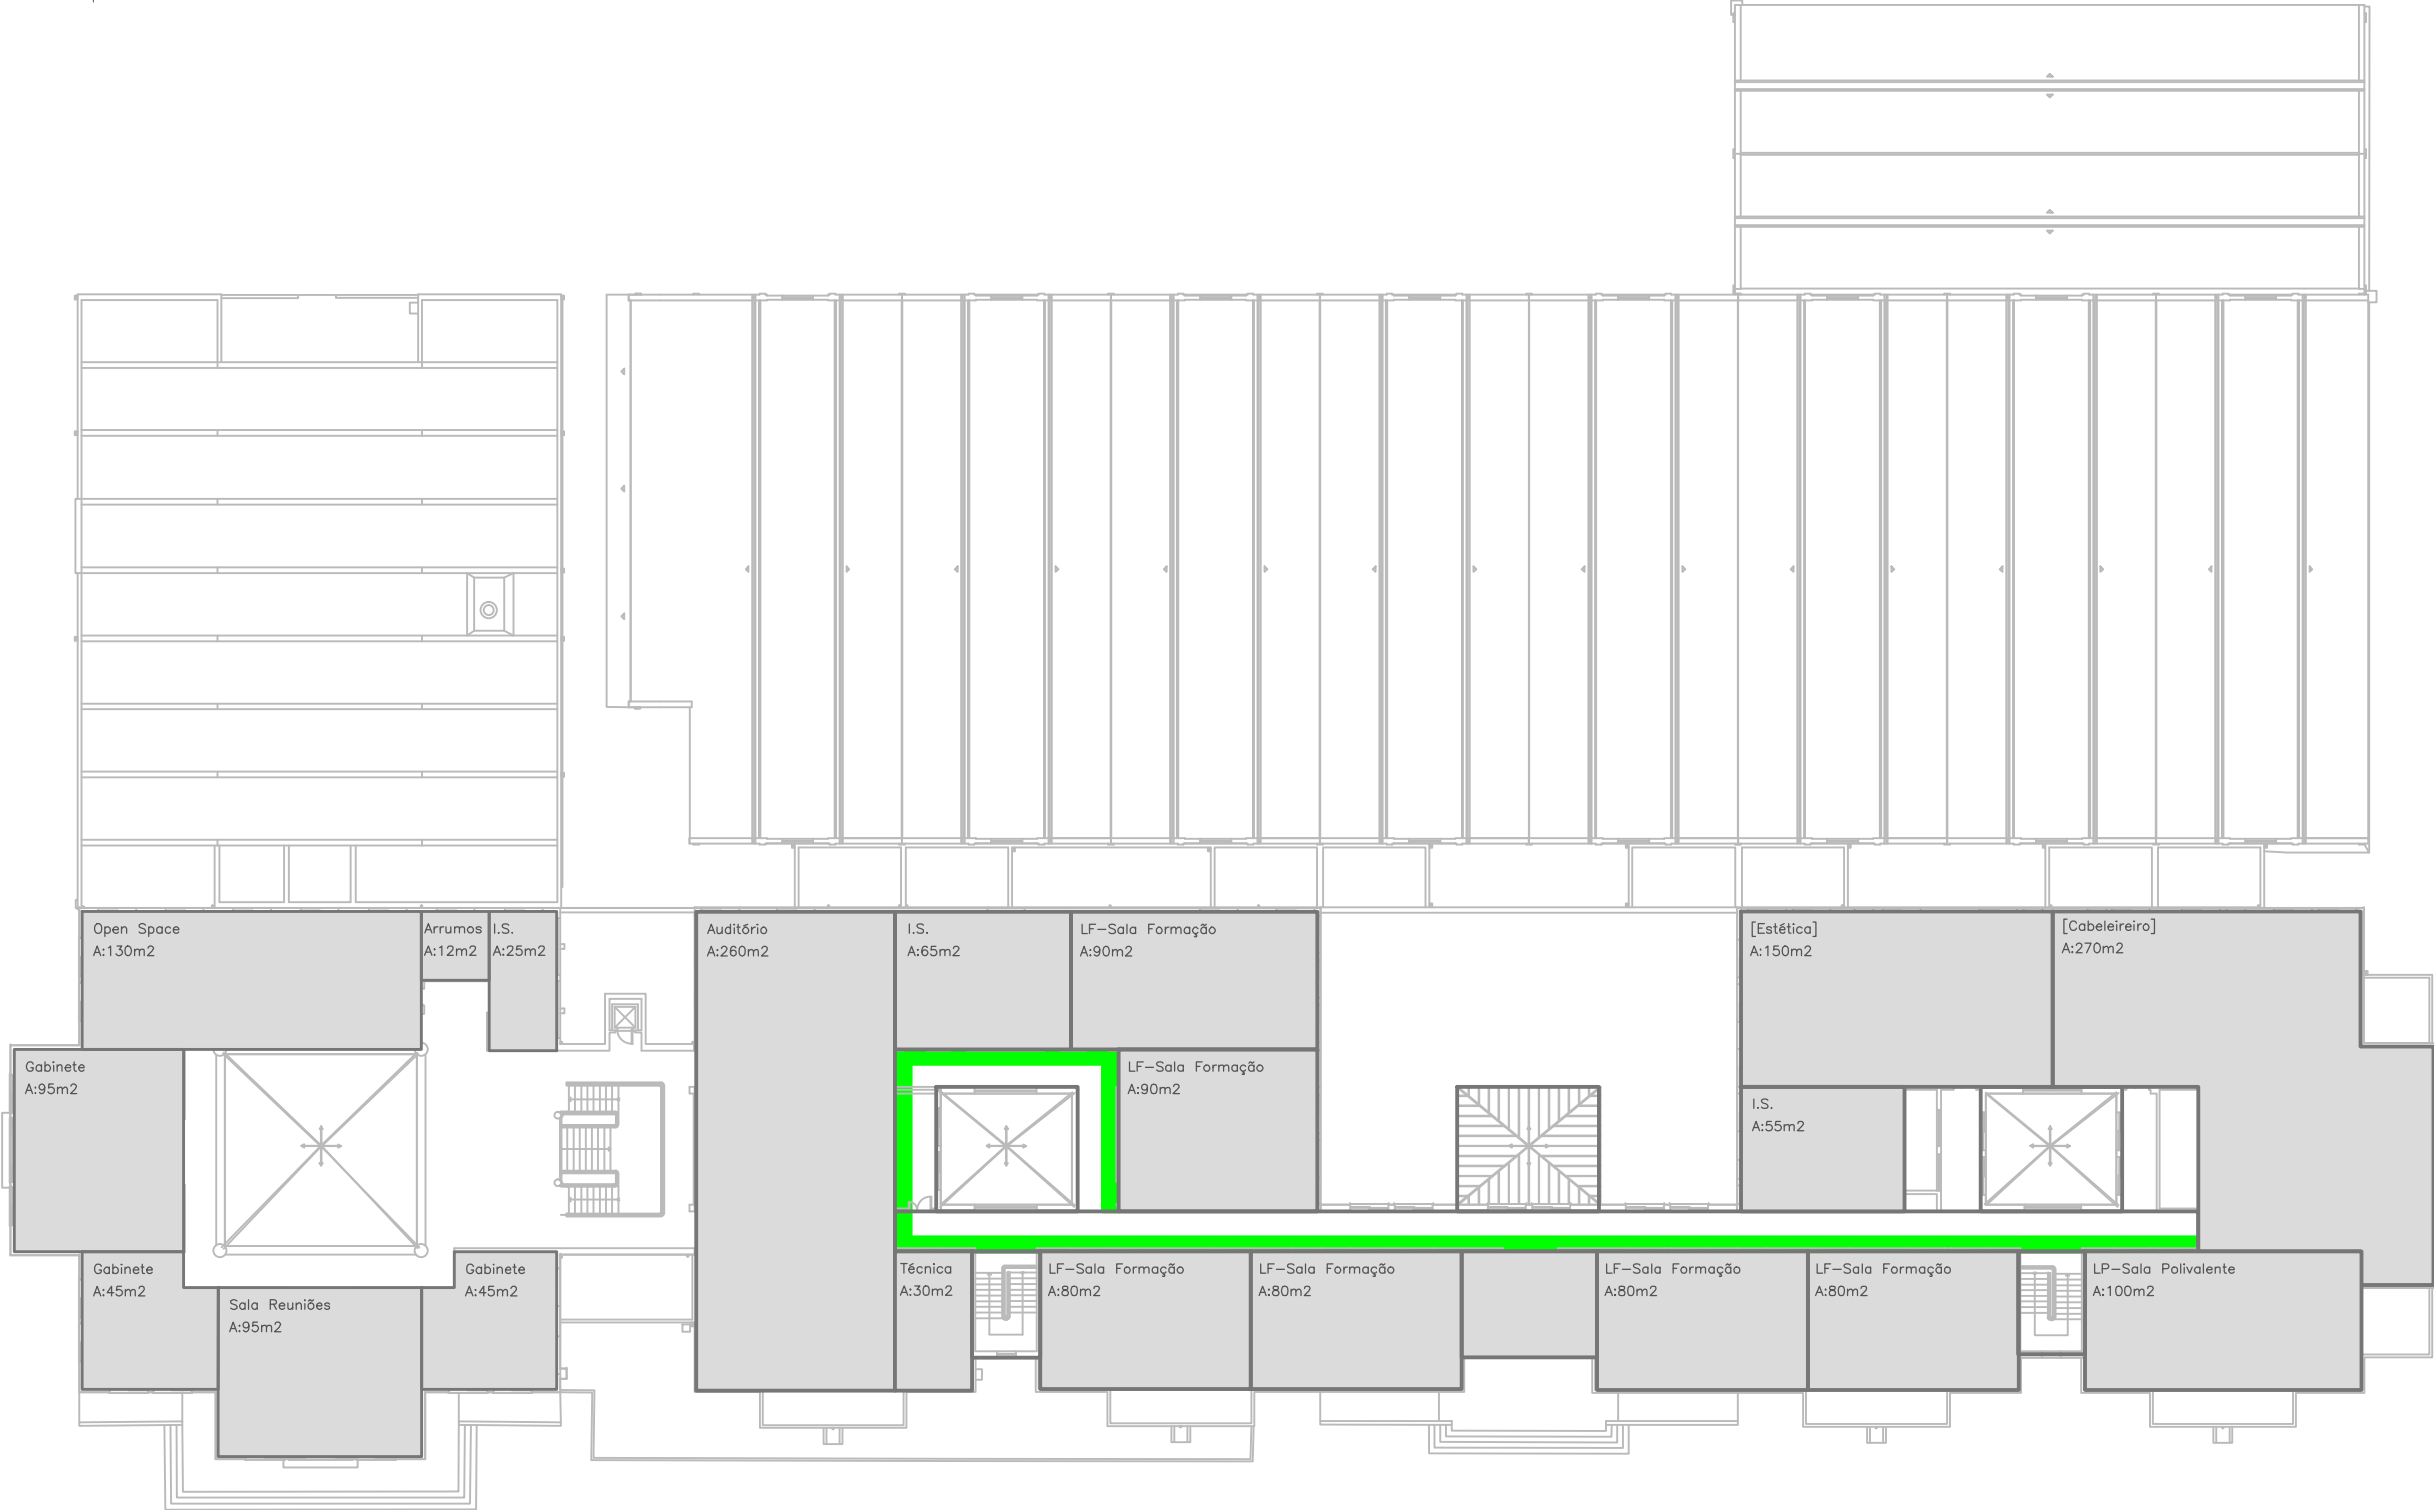 Open Space
A:130m2
Arrumos
A:12m2
I.S.
A:25m2
Auditório
A:260m2
I.S.
A:65m2
LF-Sala Formação
A:90m2
[Estética]
A:150m2
[Cabeleireiro]
A:270m2
Gabinete
A:95m2
LF-Sala Formação
A:90m2
I.S.
A:55m2
Gabinete
A:45m2
Sala Reuniões
A:95m2
Gabinete
A:45m2
Técnica
A:30m2
LF-Sala Formação
A:80m2
LF-Sala Formação
A:80m2
LF-Sala Formação
A:80m2
LF-Sala Formação
A:80m2
LP-Sala Polivalente
A:100m2